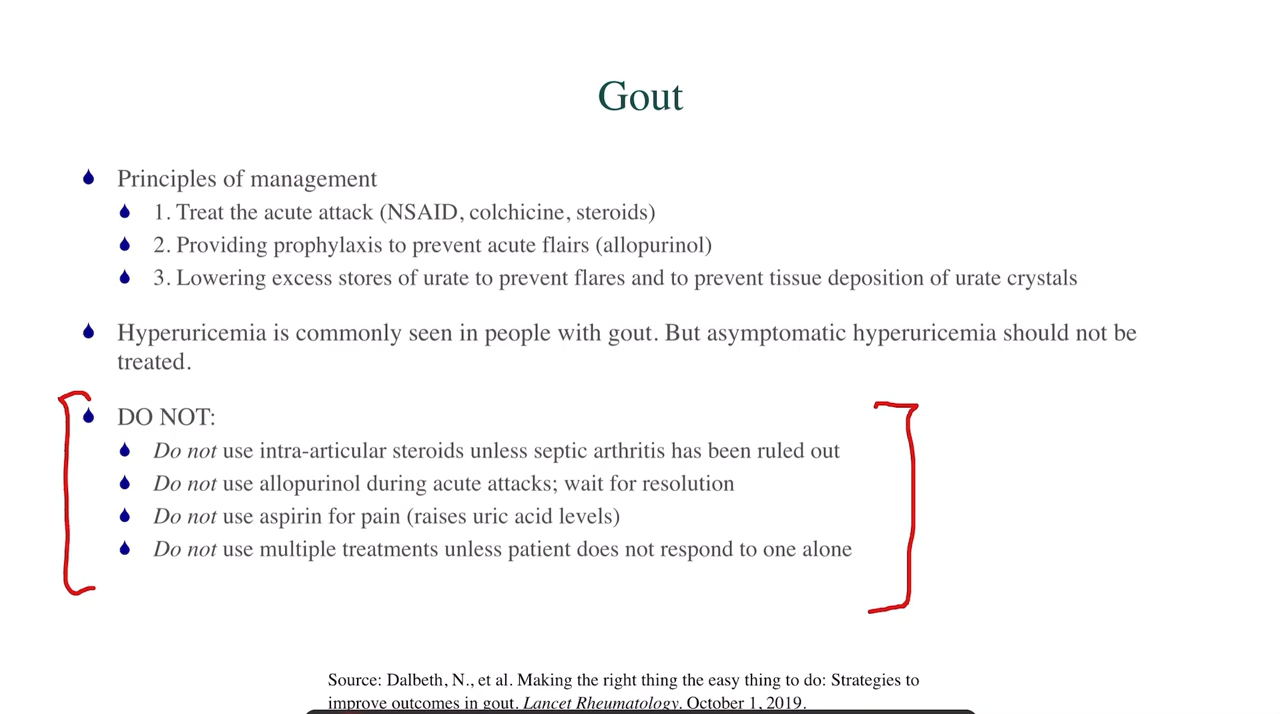 Gout
Principles of management
1. Treat the acute attack (NSAID, colchicine, steroids)
2. Providing prophylaxis to prevent acute flairs (allopurinol)
3. Lowering excess stores of urate to prevent flares and to prevent tissue deposition of urate crystals
Hyperuricemia is commonly seen in people with gout. But asymptomatic hyperuricemia should not be
treated.
DO NOT:
Do not use intra-articular steroids unless septic arthritis has been ruled out
Do not use allopurinol during acute attacks; wait for resolution
Do not use aspirin for pain (raises uric acid levels)
Do not use multiple treatments unless patient does not respond to one alone
Source: Dalbeth, N., et al. Making the right thing the easy thing to do: Strategies to
improve outcomes in gout. Lancet Rheumatology. October 1, 2019.